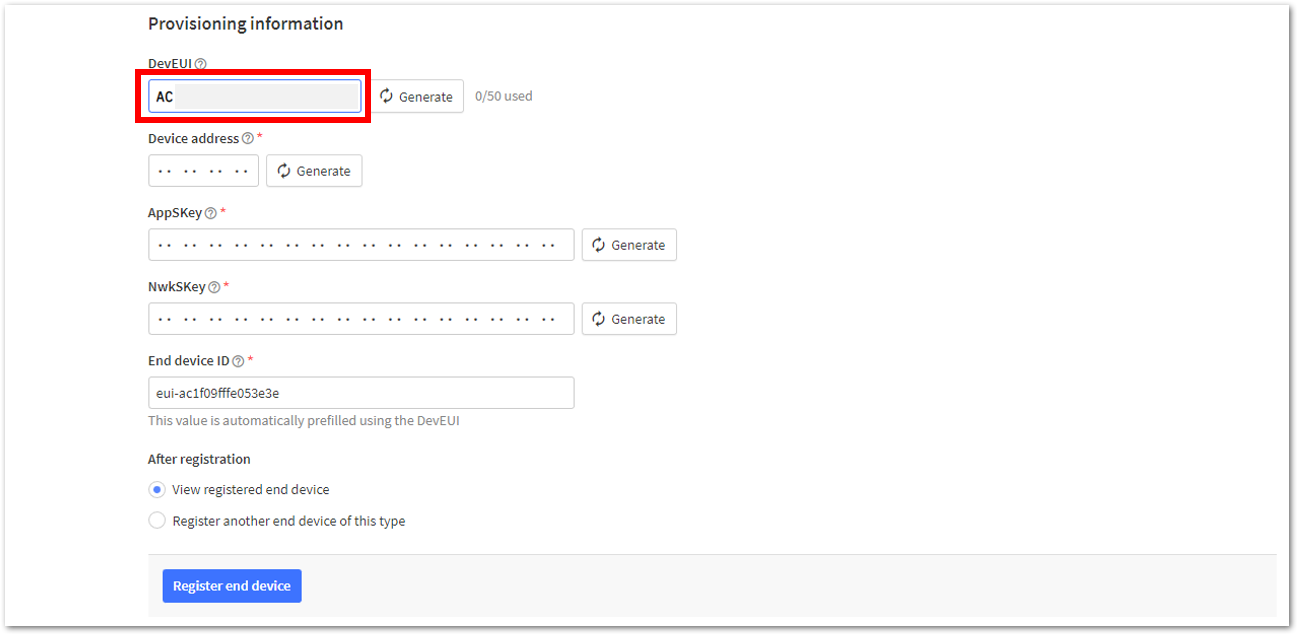 Provisioning information
DevEUI
AC
Generate
0/50 used
Device address *
·· ·· ·· ··
Generate
AppSKey *
·· ·· ·· ·· ·· ·· ·· ·· ·· ·· ·· ·· ·· ·· ·· ··
Generate
NwkSKey *
·· ·· ·· ·· ·· ·· ·· ·· ·· ·· ·· ·· ·· ·· ·· ··
Generate
End device ID *
eui-ac1f09fffe053e3e
This value is automatically prefilled using the DevEUI
After registration
View registered end device
Register another end device of this type
Register end device